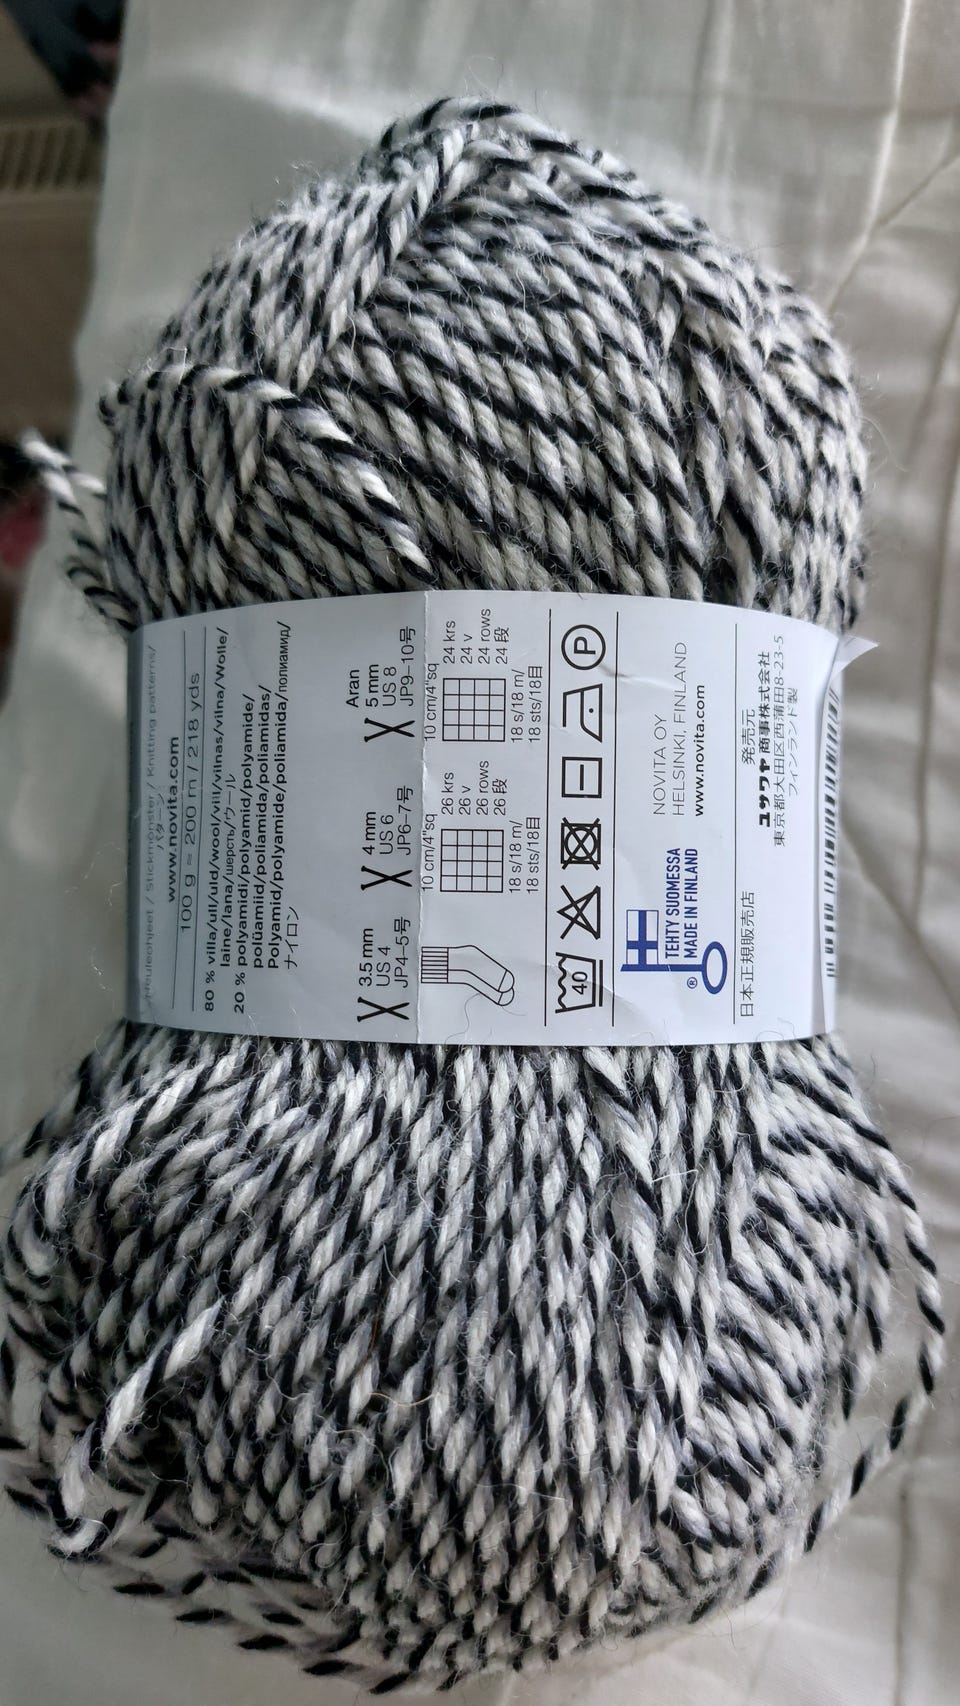 Neuleohjeet / Stickmönster / Knitting patterns/
パターン
www.novita.com
100 g ≈ 200 m / 218 yds
80 % villa/ull/uld/wool/vill/vilnas/vilna/Wolle/
laine/lana/шерсть/ウール
20 % polyamidi/polyamid/polyamide/
polüamiid/poliamida/poliamidas/
Polyamid/polyamide/poliamida/полиамид/
ナイロン
3.5 mm
US 4
JP4–5号
4 mm
US 6
JP6–7号
10 cm/4"sq
26 krs
26 v
26 rows
26 段
18 s/18 m/
18 sts/18目
Aran
5 mm
US 8
JP9–10号
10 cm/4"sq
24 krs
24 v
24 rows
24 段
18 s/18 m/
18 sts/18目
40
P
TEHTY SUOMESSA
MADE IN FINLAND
®
NOVITA OY
HELSINKI, FINLAND
www.novita.com
日本正規販売店
発売元
ユザワヤ商事株式会社
東京都大田区西蒲田8-23-5
フィンランド製